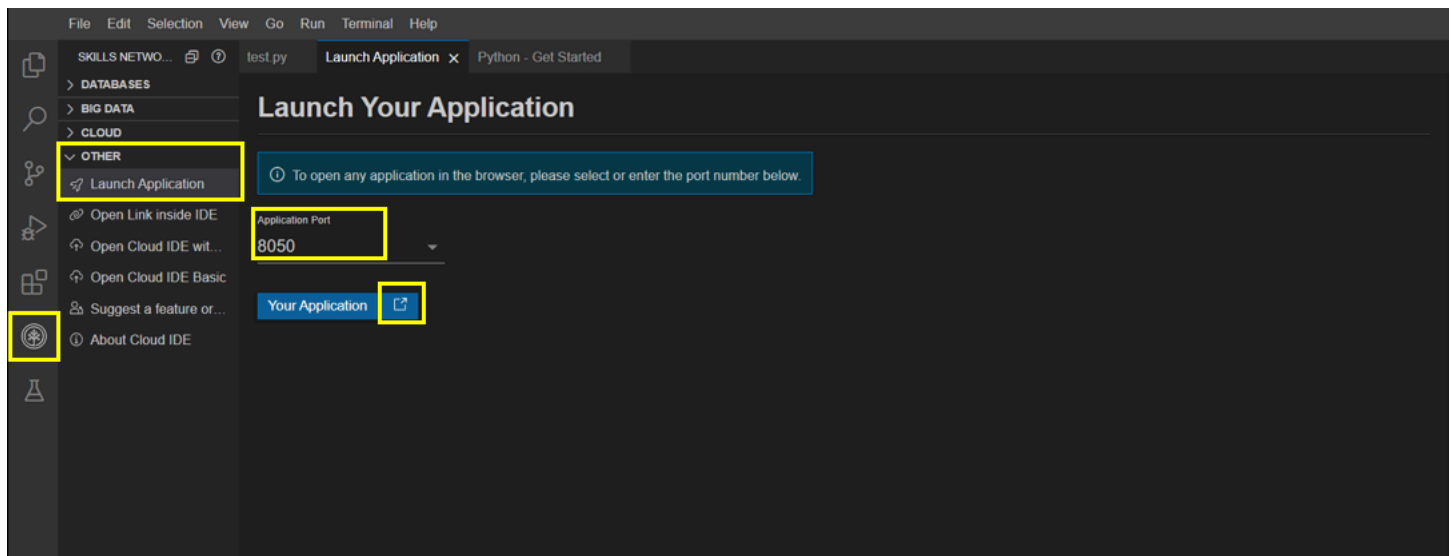 File Edit Selection View Go Run Terminal Help
SKILLS NETWO...
test.py Launch Application Python - Get Started
DATABASES
BIG DATA
CLOUD
OTHER
Launch Application
Open Link inside IDE
Open Cloud IDE wit...
Open Cloud IDE Basic
Suggest a feature or...
About Cloud IDE
Launch Your Application
To open any application in the browser, please select or enter the port number below.
Application Port
8050
Your Application